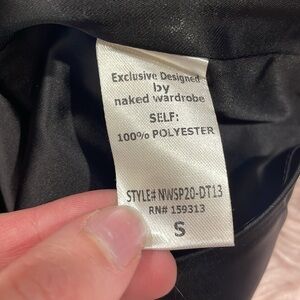 Exclusive Designed
by
naked wardrobe
SELF:
100% POLYESTER
STYLE# NWSP20-DT13
RN# 159313
S